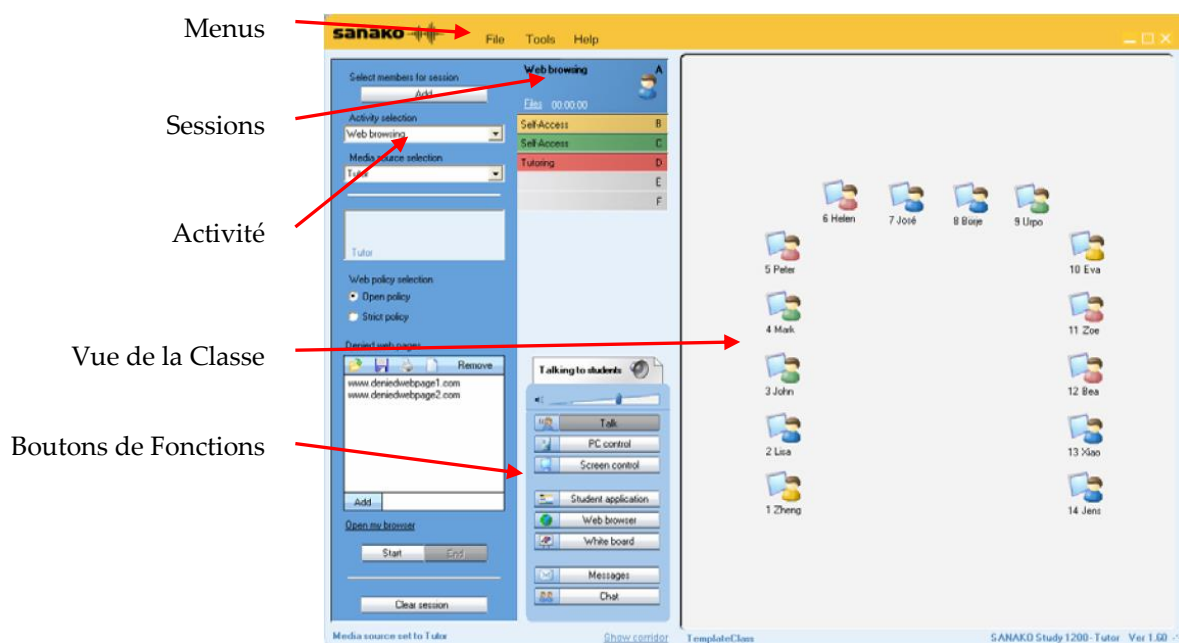 Menus
Sessions
Activité
Vue de la Classe
Boutons de Fonctions
sanako
File Tools Help
Select members for session
Add
Activity selection
Web browsing
Media source selection
Tutor
Tutor
Web policy selection
Open policy
Strict policy
Denied web pages
Remove
www.deniedwebpage1.com
www.deniedwebpage2.com
Add
Open my browser
Start End
Clear session
Media source set to Tutor
Web browsing A
Files 00:00:00
Self-Access B
Self-Access C
Tutoring D
E
F
Talking to students
Talk
PC control
Screen control
Student application
Web browser
White board
Messages
Chat
Show corridor
6 Helen 7 José 8 Börje 9 Urpo
5 Peter 10 Eva
4 Mark 11 Zoe
3 John 12 Bea
2 Lisa 13 Xiao
1 Zheng 14 Jens
TemplateClass
SANAKO Study 1200 - Tutor Ver 1.60